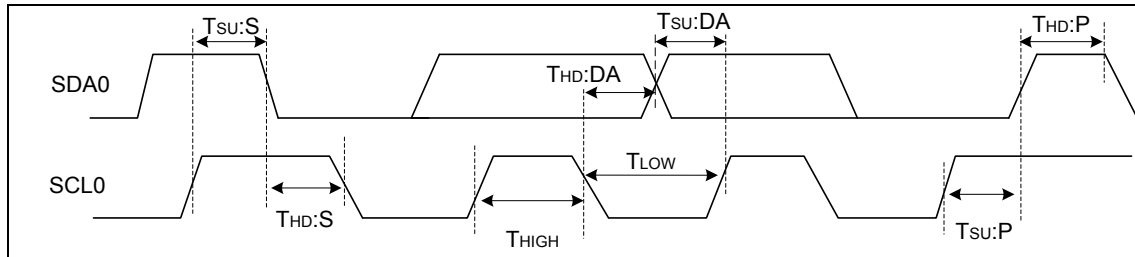 TSU:S
TSU:DA
THD:P
SDA0
THD:DA
SCL0
TLOW
THD:S
THIGH
TSU:P